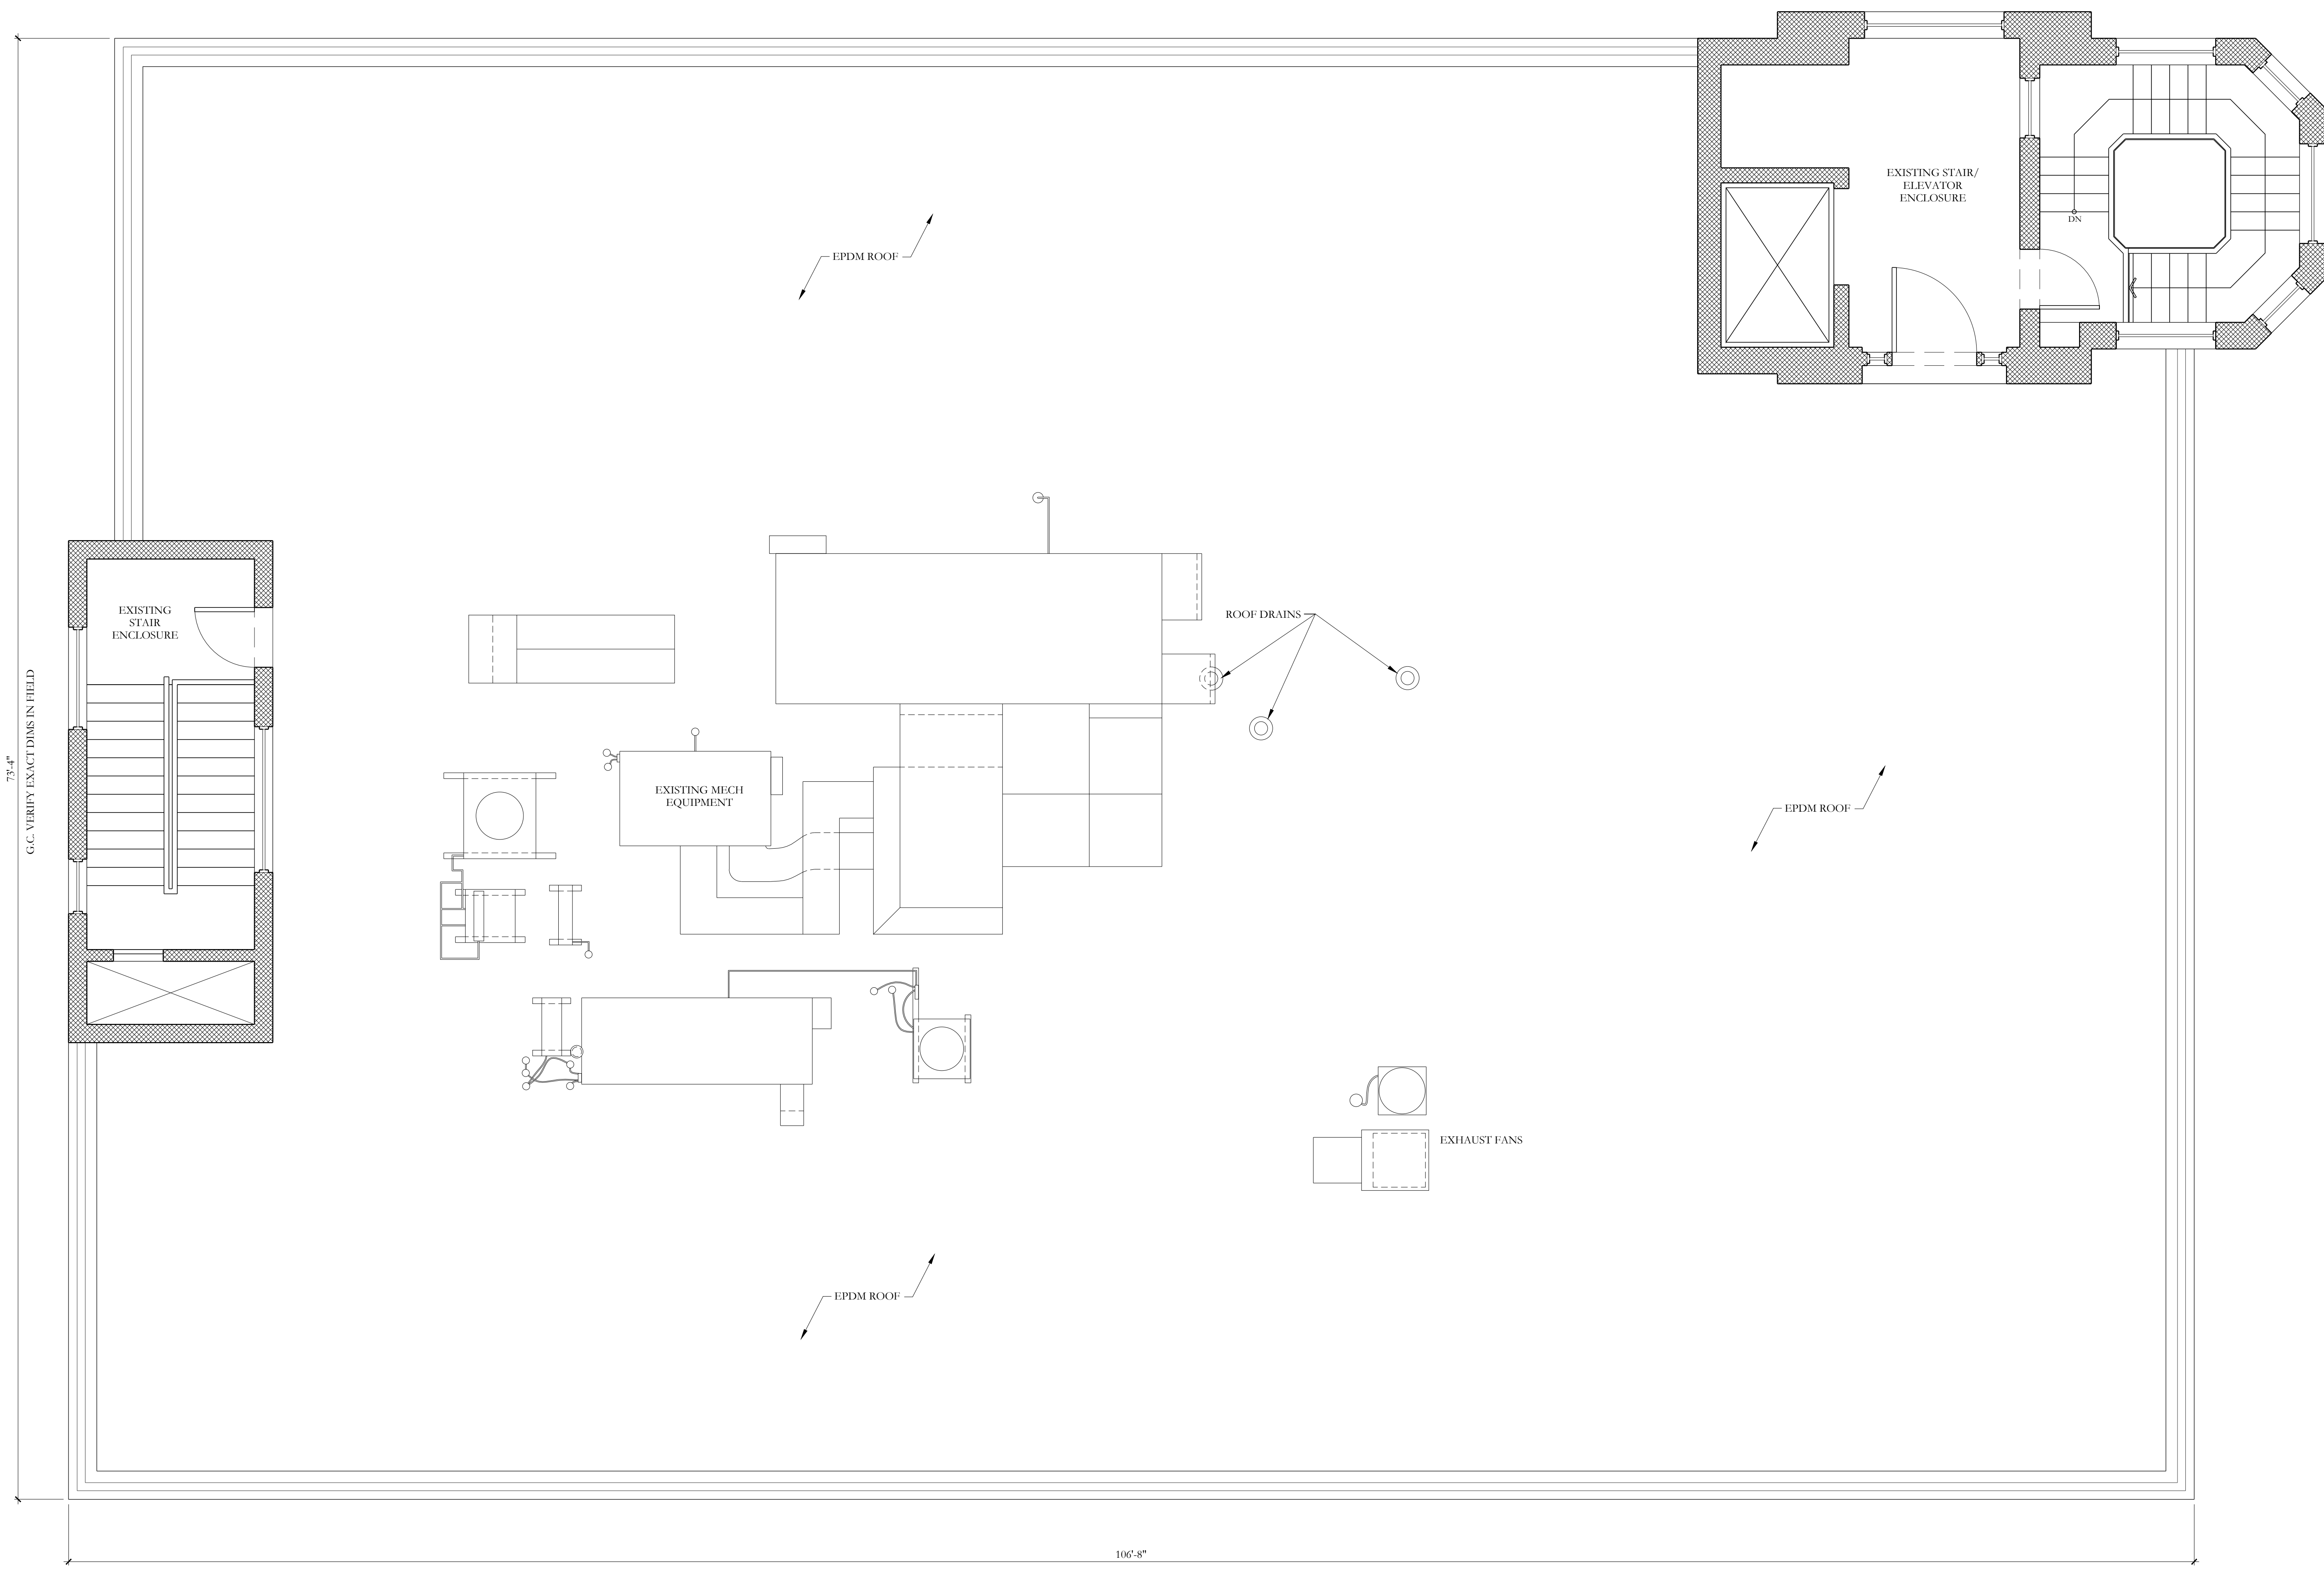 EXISTING STAIR/
ELEVATOR
ENCLOSURE
DN
EPDM ROOF
EXISTING
STAIR
ENCLOSURE
ROOF DRAINS
73'-4"
G.C. VERIFY EXACT DIMS IN FIELD
EXISTING MECH
EQUIPMENT
EPDM ROOF
EXHAUST FANS
EPDM ROOF
106'-8"